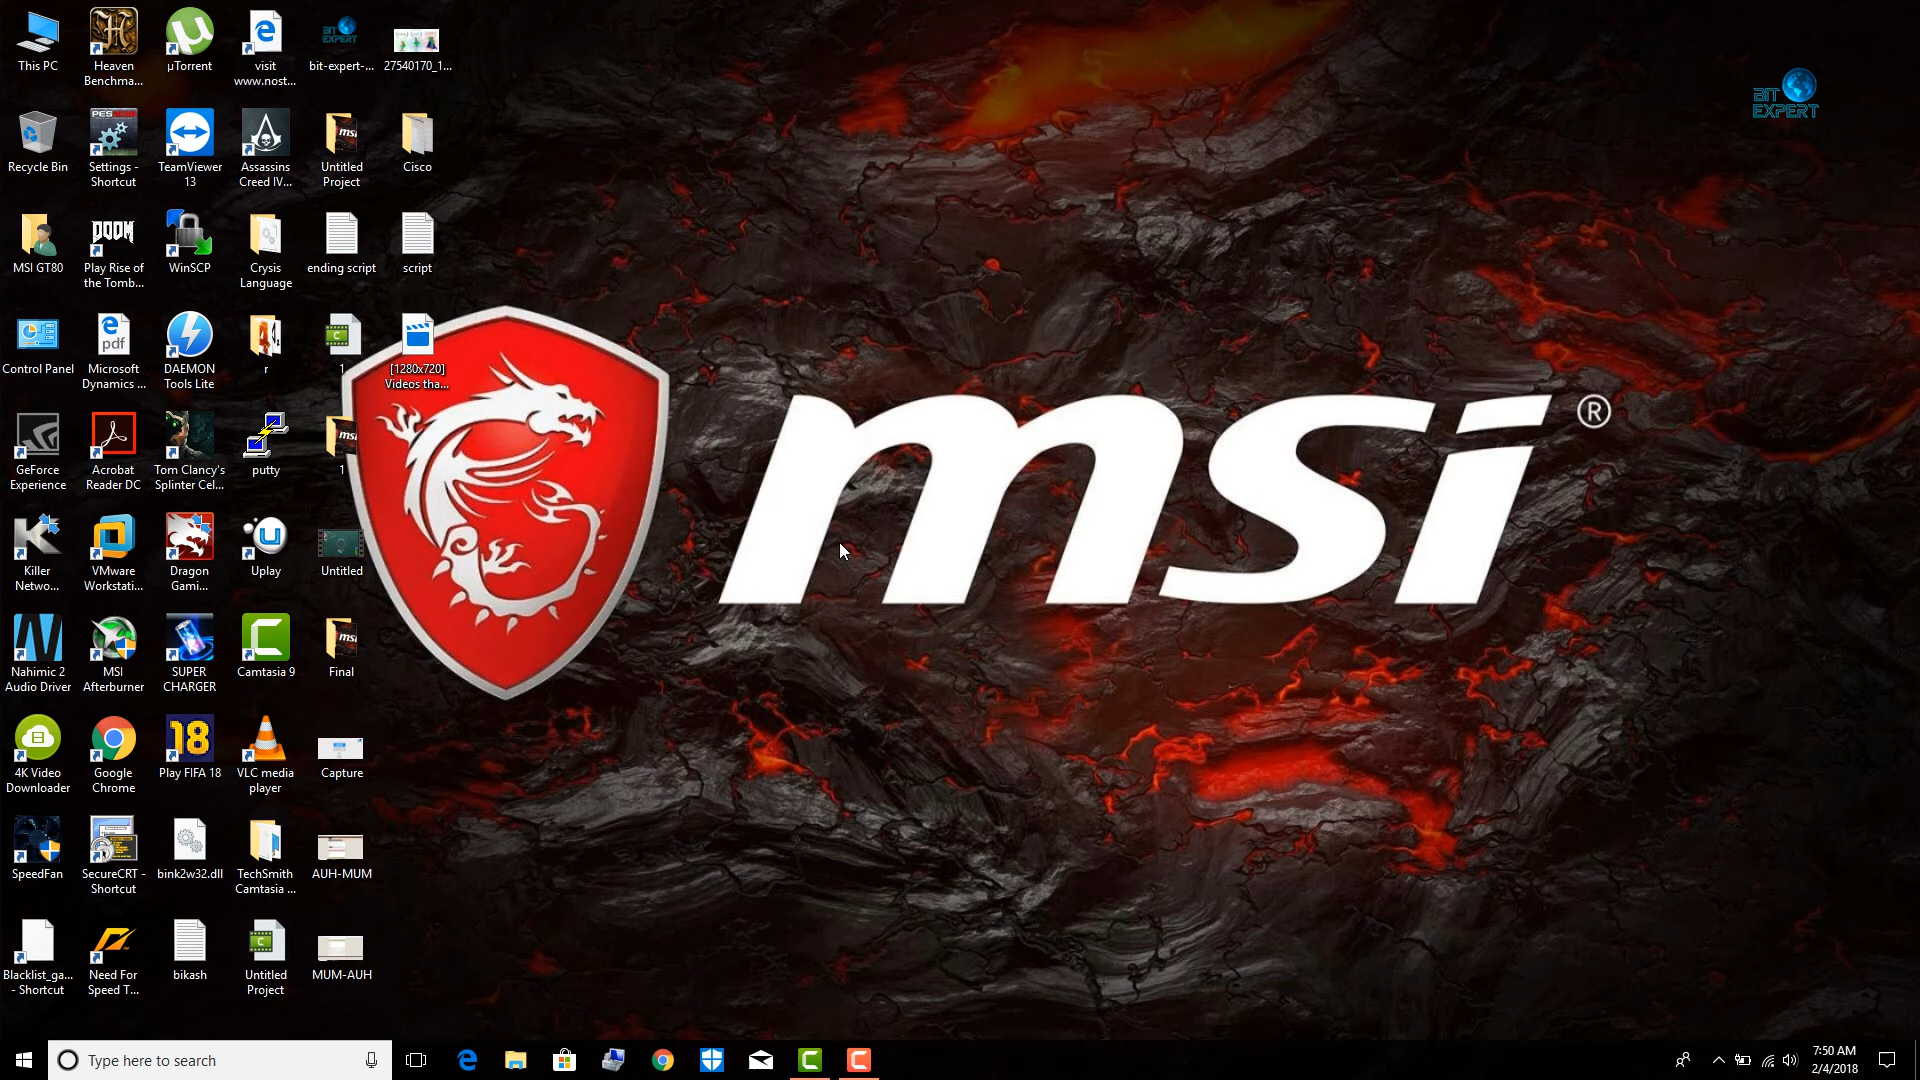 This PC
Heaven
Benchma...
µTorrent
visit
www.nost...
BIT
EXPERT
bit-expert-...
27540170_1...
BIT
EXPERT
Recycle Bin
Settings -
Shortcut
TeamViewer
13
Assassins
Creed IV...
Untitled
Project
Cisco
MSI GT80
DOOM
Play Rise of
the Tomb...
WinSCP
Crysis
Language
ending script
script
Control Panel
pdf
Microsoft
Dynamics ...
DAEMON
Tools Lite
r
1
[1280x720]
Videos tha...
msi
®
GeForce
Experience
Acrobat
Reader DC
Tom Clancy's
Splinter Cel...
putty
1
Killer
Netwo...
VMware
Workstati...
Dragon
Gami...
Uplay
Untitled
Nahimic 2
Audio Driver
MSI
Afterburner
SUPER
CHARGER
Camtasia 9
Final
4K Video
Downloader
Google
Chrome
18
Play FIFA 18
VLC media
player
Capture
SpeedFan
SecureCRT -
Shortcut
bink2w32.dll
TechSmith
Camtasia ...
AUH-MUM
Blacklist_ga...
- Shortcut
Need For
Speed T...
bikash
Untitled
Project
MUM-AUH
Type here to search
7:50 AM
2/4/2018